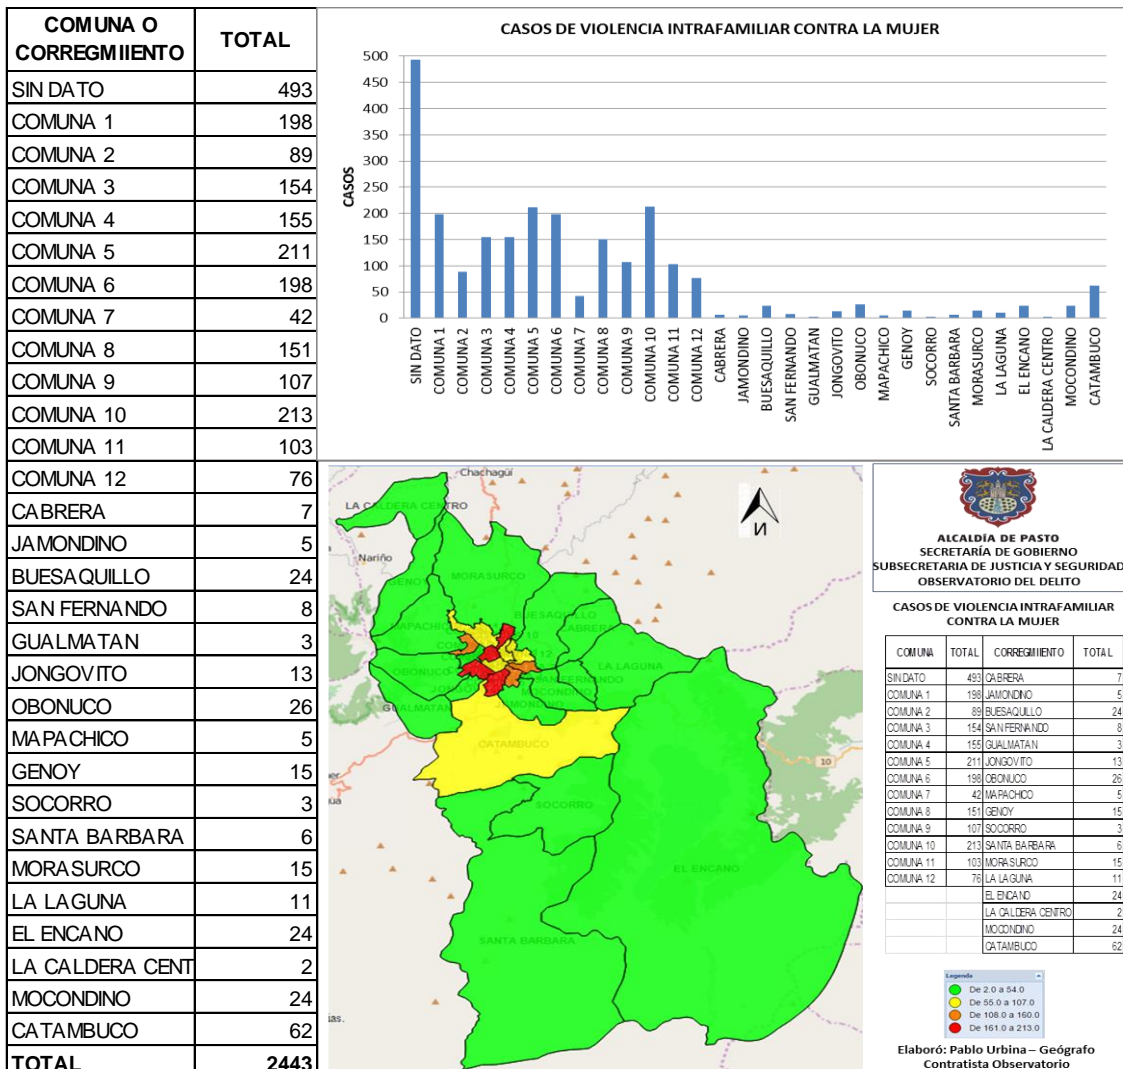 COMUNA O
CORREGMIIENTO TOTAL
SIN DATO 493
COMUNA 1 198
COMUNA 2 89
COMUNA 3 154
COMUNA 4 155
COMUNA 5 211
COMUNA 6 198
COMUNA 7 42
COMUNA 8 151
COMUNA 9 107
COMUNA 10 213
COMUNA 11 103
COMUNA 12 76
CABRERA 7
JAMONDINO 5
BUESAQUILLO 24
SAN FERNANDO 8
GUALMATAN 3
JONGOVITO 13
OBONUCO 26
MAPACHICO 5
GENOY 15
SOCORRO 3
SANTA BARBARA 6
MORASURCO 15
LA LAGUNA 11
EL ENCANO 24
LA CALDERA CENT 2
MOCONDINO 24
CATAMBUCO 62
TOTAL 2443
CASOS DE VIOLENCIA INTRAFAMILIAR CONTRA LA MUJER
CASOS
500
450
400
350
300
250
200
150
100
50
0
SIN DATO
COMUNA 1
COMUNA 2
COMUNA 3
COMUNA 4
COMUNA 5
COMUNA 6
COMUNA 7
COMUNA 8
COMUNA 9
COMUNA 10
COMUNA 11
COMUNA 12
CABRERA
JAMONDINO
BUESAQUILLO
SAN FERNANDO
GUALMATAN
JONGOVITO
OBONUCO
MAPACHICO
GENOY
SOCORRO
SANTA BARBARA
MORASURCO
LA LAGUNA
EL ENCANO
LA CALDERA CENTRO
MOCONDINO
CATAMBUCO
Chachagüí
LA CALDERA CENTRO
N
Nariño
GENOY
MORASURCO
BUESAQUILLO
MAPACHICO
CABRERA
10
12
LA LAGUNA
OBONUCO
SAN FERNANDO
MOCONDINO
GUALMATAN
JAMONDINO
CATAMBUCO
10
SOCORRO
EL ENCANO
SANTA BARBARA
ALCALDÍA DE PASTO
SECRETARÍA DE GOBIERNO
SUBSECRETARIA DE JUSTICIA Y SEGURIDAD
OBSERVATORIO DEL DELITO
CASOS DE VIOLENCIA INTRAFAMILIAR
CONTRA LA MUJER
COMUNA TOTAL CORREGMIIENTO TOTAL
SIN DATO 493 CABRERA 7
COMUNA 1 198 JAMONDINO 5
COMUNA 2 89 BUESAQUILLO 24
COMUNA 3 154 SAN FERNANDO 8
COMUNA 4 155 GUALMATAN 3
COMUNA 5 211 JONGOVITO 13
COMUNA 6 198 OBONUCO 26
COMUNA 7 42 MAPACHICO 5
COMUNA 8 151 GENOY 15
COMUNA 9 107 SOCORRO 3
COMUNA 10 213 SANTA BARBARA 6
COMUNA 11 103 MORASURCO 15
COMUNA 12 76 LA LAGUNA 11
EL ENCANO 24
LA CALDERA CENTRO 2
MOCONDINO 24
CATAMBUCO 62
Legenda
De 2.0 a 54.0
De 55.0 a 107.0
De 108.0 a 160.0
De 161.0 a 213.0
Elaboró: Pablo Urbina – Geógrafo
Contratista Observatorio